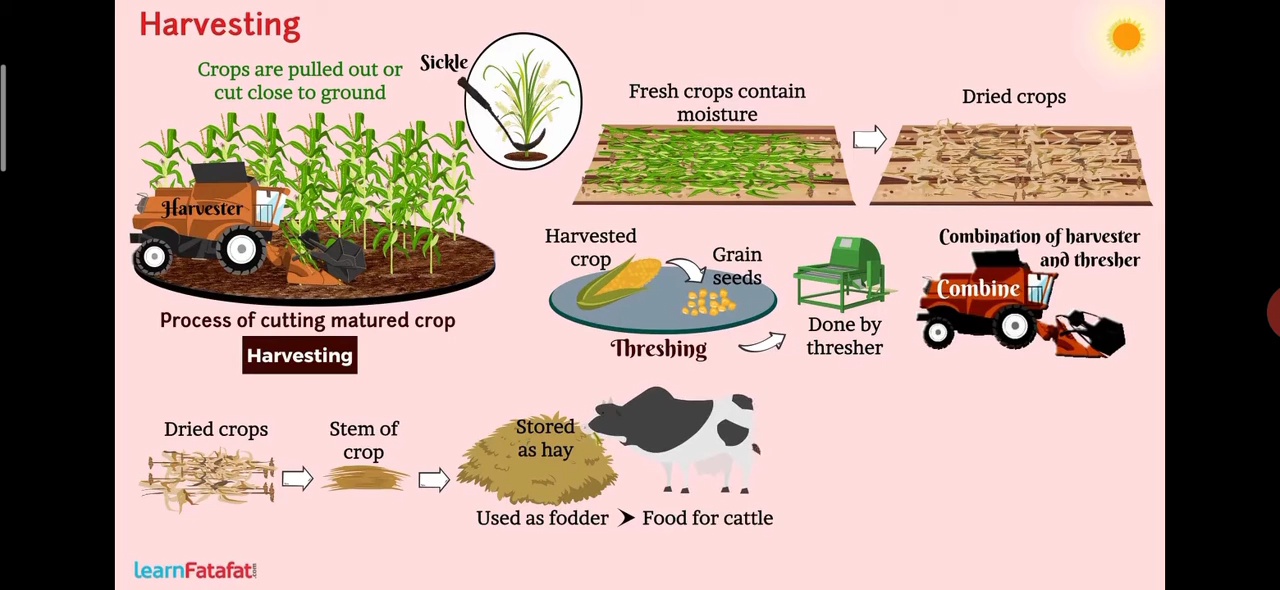 Harvesting
Crops are pulled out or
cut close to ground
Sickle
Harvester
Process of cutting matured crop
Harvesting
Fresh crops contain
moisture
Dried crops
Harvested
crop
Grain
seeds
Threshing
Done by
thresher
Combination of harvester
and thresher
Combine
Dried crops
Stem of
crop
Stored
as hay
Used as fodder ➤ Food for cattle
learnFatafat.com